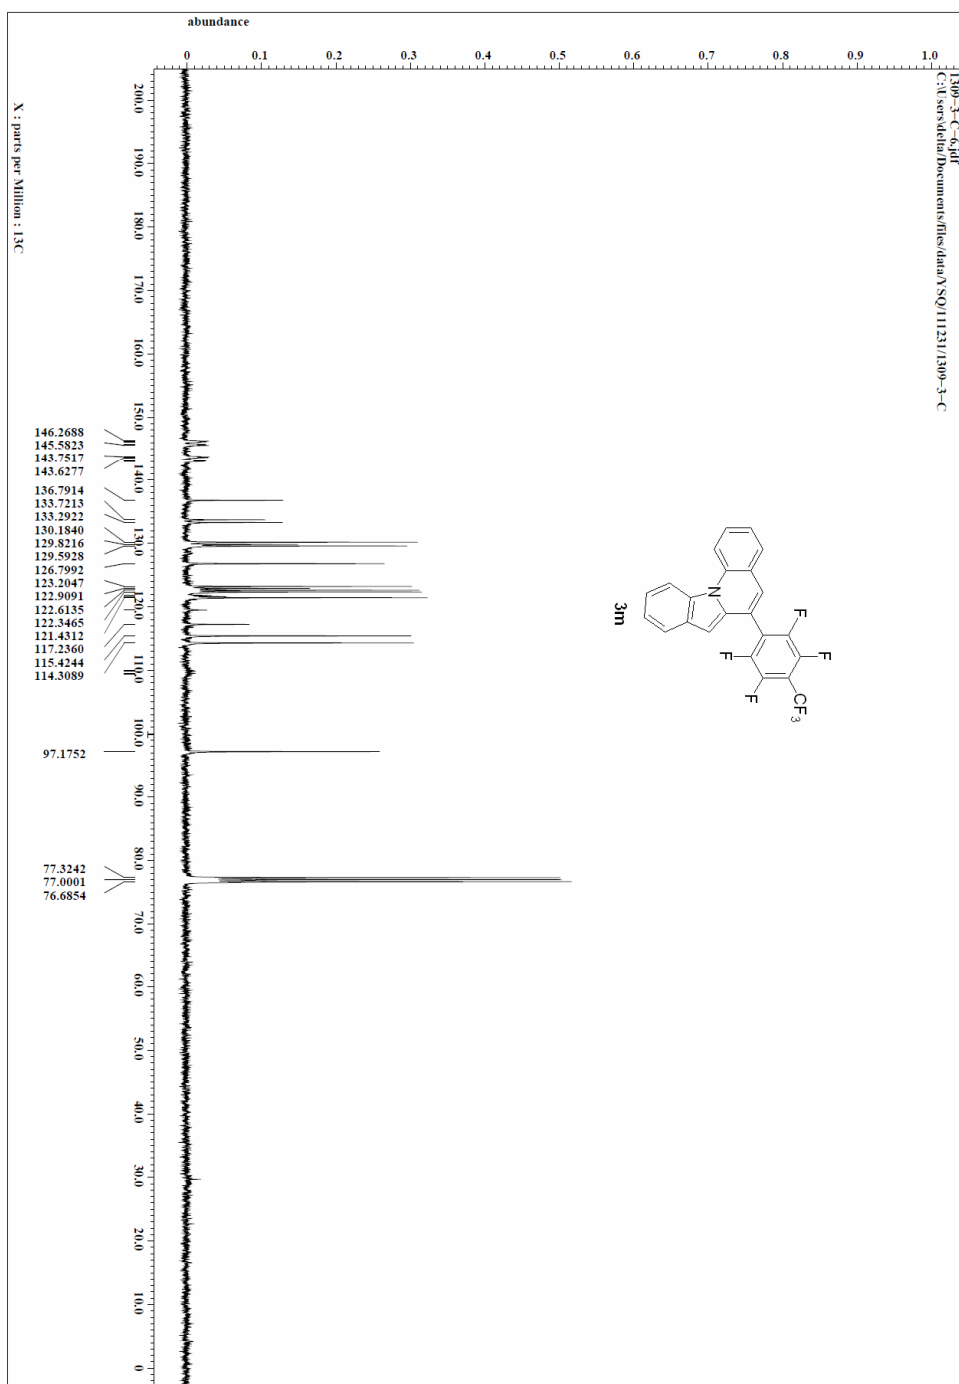 1309-3-C-6.jdf
C:\Users\delta/Documents/files/data/YSQ/111231/1309-3-C
abundance
0 0.1 0.2 0.3 0.4 0.5 0.6 0.7 0.8 0.9 1.0
N
F
F
F
F
CF3
3m
200.0 190.0 180.0 170.0 160.0 150.0 140.0 130.0 120.0 110.0 100.0 90.0 80.0 70.0 60.0 50.0 40.0 30.0 20.0 10.0 0
X : parts per Million : 13C
146.2688
145.5823
143.7517
143.6277
136.7914
133.7213
133.2922
130.1840
129.8216
129.5928
126.7992
123.2047
122.9091
122.6135
122.3465
121.4312
117.2360
115.4244
114.3089
97.1752
77.3242
77.0001
76.6854